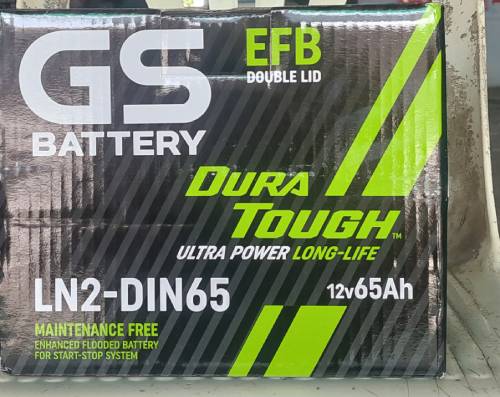 GS
BATTERY
EFB
DOUBLE LID
DURA
TOUGH™
ULTRA POWER LONG-LIFE
LN2-DIN65
12v65Ah
MAINTENANCE FREE
ENHANCED FLOODED BATTERY
FOR START-STOP SYSTEM